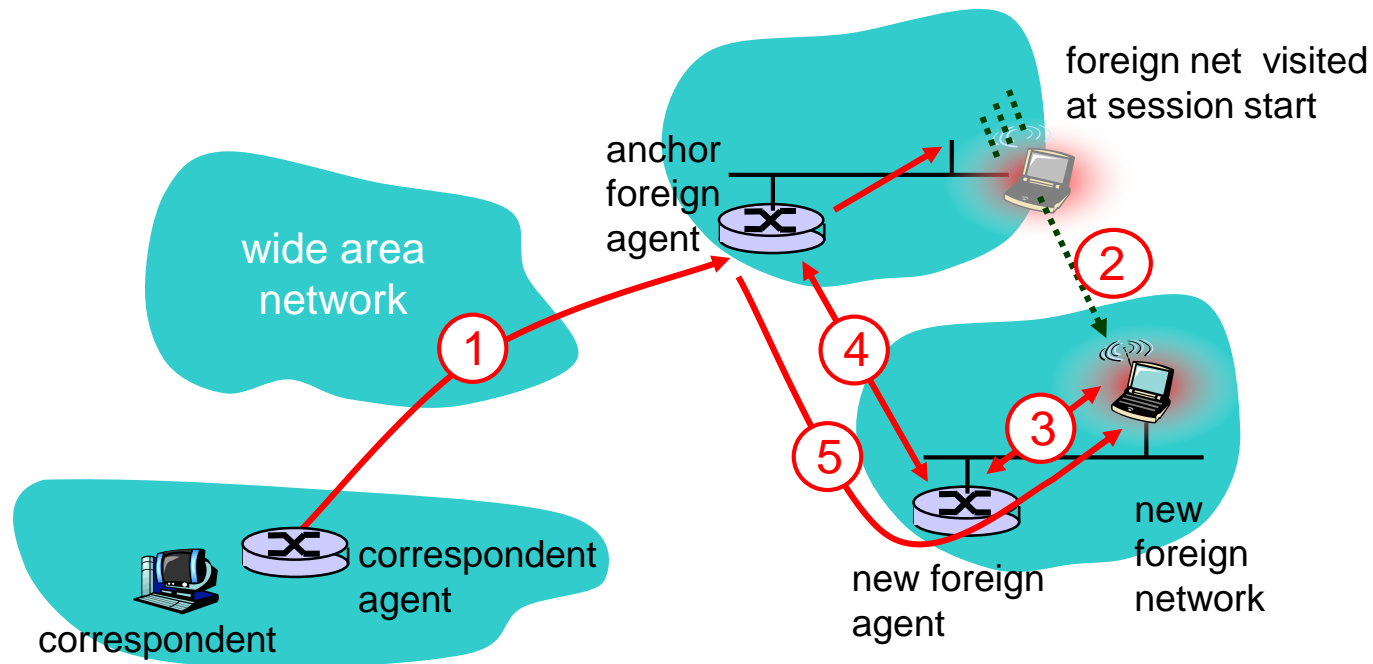 foreign net visited
at session start
anchor
foreign
agent
wide area
network
2
1
4
3
5
correspondent
agent
correspondent
new foreign
agent
new
foreign
network